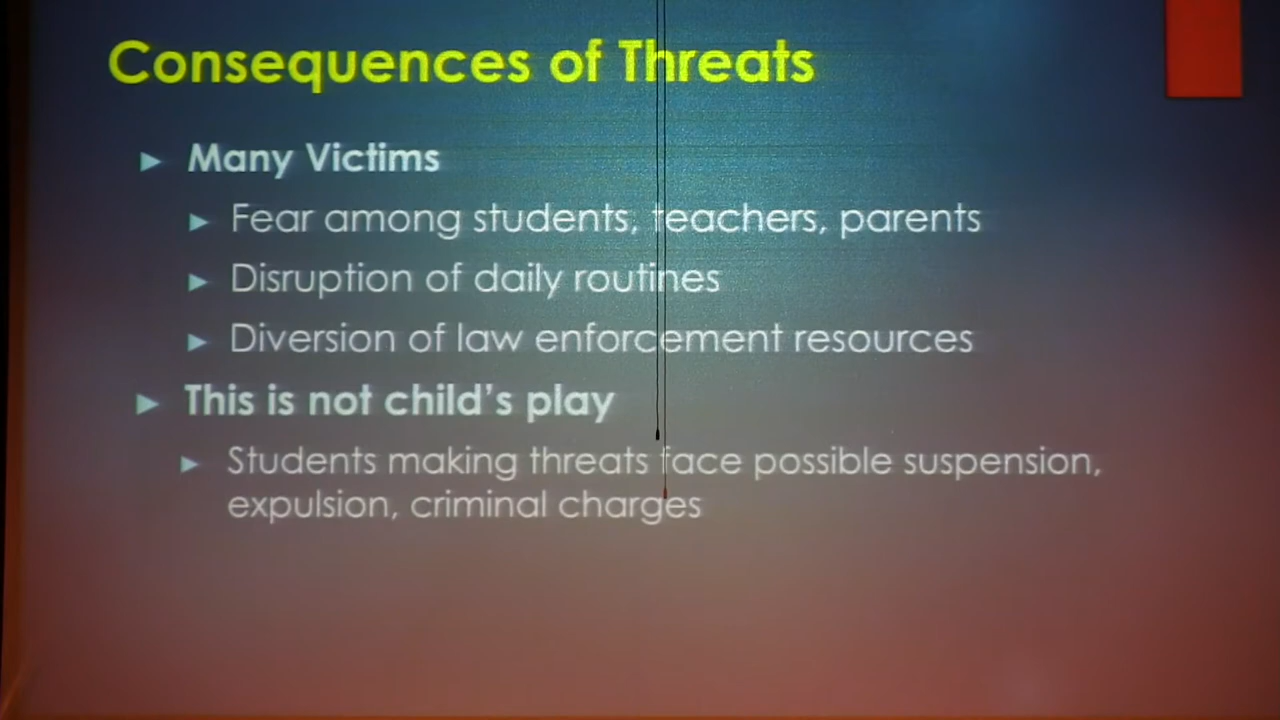 Consequences of Threats
Many Victims
Fear among students, teachers, parents
Disruption of daily routines
Diversion of law enforcement resources
This is not child's play
Students making threats face possible suspension,
expulsion, criminal charges